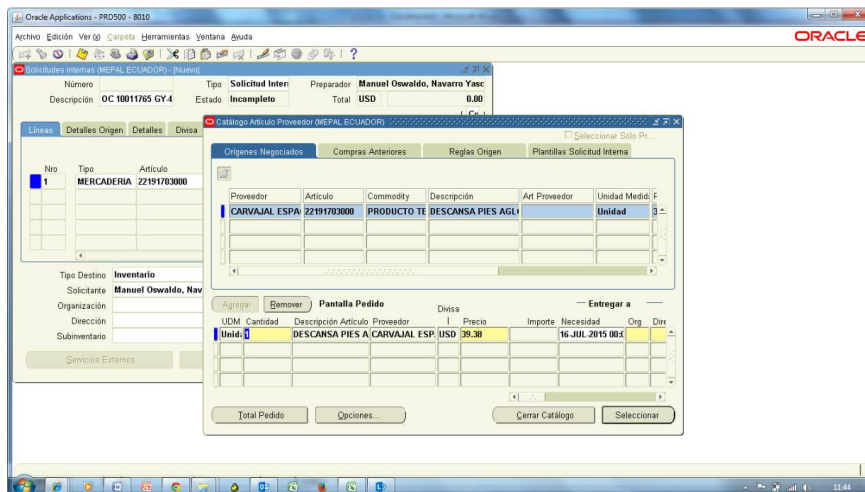 Oracle Applications - PRD500 - 8010
Archivo Edición Ver Carpeta Herramientas Ventana Ayuda
ORACLE
Solicitudes Internas (MEPAL ECUADOR) - [Nuevo]
Número Tipo Solicitud Inter Preparador Manuel Oswaldo, Navarro Yasc
Descripción OC 10011765 GY-4 Estado Incompleto Total USD 0.00
Líneas Detalles Origen Detalles Divisa
Nro Tipo Artículo
1 MERCADERIA 22191703000
Tipo Destino Inventario
Solicitante Manuel Oswaldo, Nav
Organización
Dirección
Subinventario
Servicios Externos
Catálogo Artículo Proveedor (MEPAL ECUADOR)
Seleccionar Sólo Pr...
Orígenes Negociados Compras Anteriores Reglas Origen Plantillas Solicitud Interna
Proveedor Artículo Commodity Descripción Art Proveedor Unidad Medida
CARVAJAL ESPA 22191703000 PRODUCTO TE DESCANSA PIES AGL Unidad
Agregar Remover Pantalla Pedido Entregar a
Divisa
UDM Cantidad Descripción Artículo Proveedor Precio Importe Necesidad Org Dire
Unid 1 DESCANSA PIES A CARVAJAL ESP USD 39.38 16-JUL-2015 00:
Total Pedido Opciones... Cerrar Catálogo Seleccionar
11:44